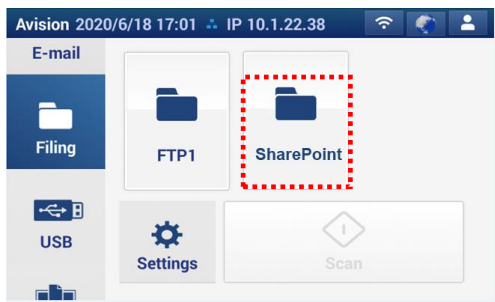 Avision 2020/6/18 17:01 IP 10.1.22.38
E-mail
Filing
FTP1
SharePoint
USB
Settings
Scan